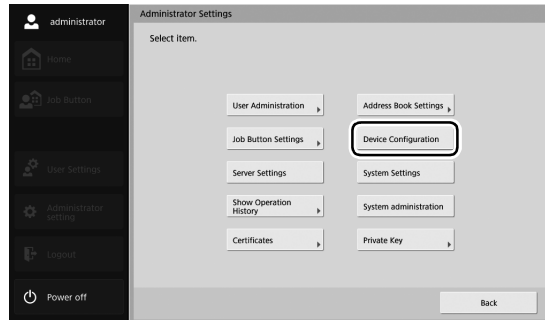 administrator
Home
Job Button
User Settings
Administrator
setting
Logout
Power off
Administrator Settings
Select item.
User Administration
Address Book Settings
Job Button Settings
Device Configuration
Server Settings
System Settings
Show Operation
History
System administration
Certificates
Private Key
Back